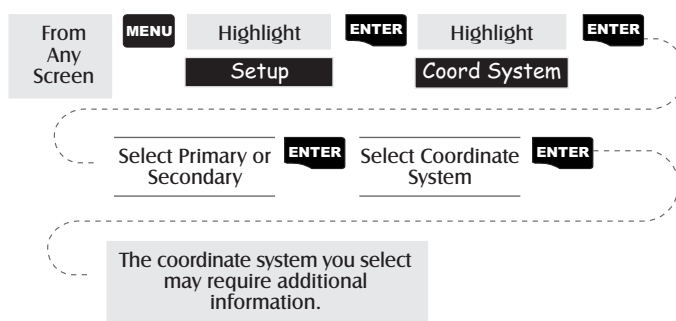 From
Any
Screen
MENU
Highlight
Setup
ENTER
Highlight
Coord System
ENTER
Select Primary or
Secondary
ENTER
Select Coordinate
System
ENTER
The coordinate system you select
may require additional
information.